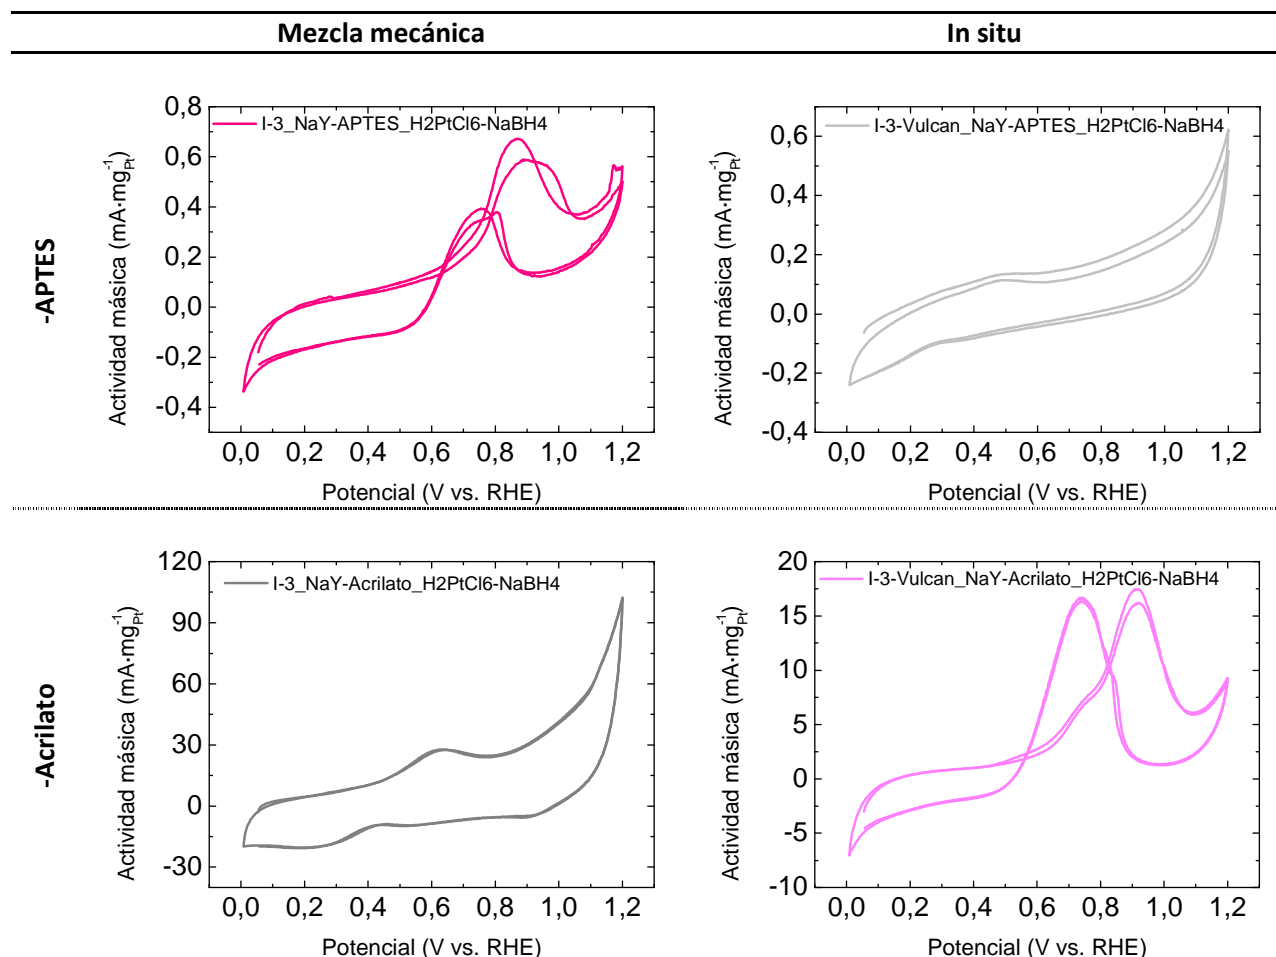 Mezcla mecánica
In situ
-APTES
I-3_NaY-APTES_H2PtCl6-NaBH4
Actividad másica (mA·mg⁻¹Pt)
0,8
0,6
0,4
0,2
0,0
-0,2
-0,4
0,0 0,2 0,4 0,6 0,8 1,0 1,2
Potencial (V vs. RHE)
I-3-Vulcan_NaY-APTES_H2PtCl6-NaBH4
Actividad másica (mA·mg⁻¹Pt)
0,6
0,4
0,2
0,0
-0,2
-0,4
0,0 0,2 0,4 0,6 0,8 1,0 1,2
Potencial (V vs. RHE)
-Acrilato
I-3_NaY-Acrilato_H2PtCl6-NaBH4
Actividad másica (mA·mg⁻¹Pt)
120
90
60
30
0
-30
0,0 0,2 0,4 0,6 0,8 1,0 1,2
Potencial (V vs. RHE)
I-3-Vulcan_NaY-Acrilato_H2PtCl6-NaBH4
Actividad másica (mA·mg⁻¹Pt)
20
15
10
5
0
-5
-10
0,0 0,2 0,4 0,6 0,8 1,0 1,2
Potencial (V vs. RHE)